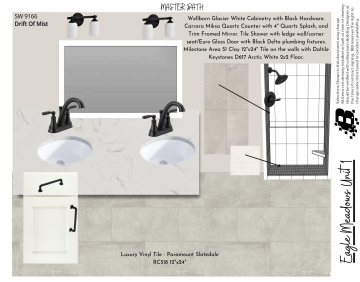 MASTER BATH
SW 9166
Drift Of Mist
Wellborn Glacier White Cabinetry with Black Hardware.
Carrara Mikso Quartz Counter with 4" Quartz Splash, and
Trim Framed Mirror. Tile Shower with ledge wall/corner
seat/Euro Glass Door with Black Delta plumbing fixtures.
Milestone Area 51 Clay 12"x24" Tile on the walls with Daltile
Keystones D617 Arctic White 2x2 Floor.
Luxury Vinyl Tile - Paramount Slatedale
RC516 12"x24"
Eagle Meadows Unit 1